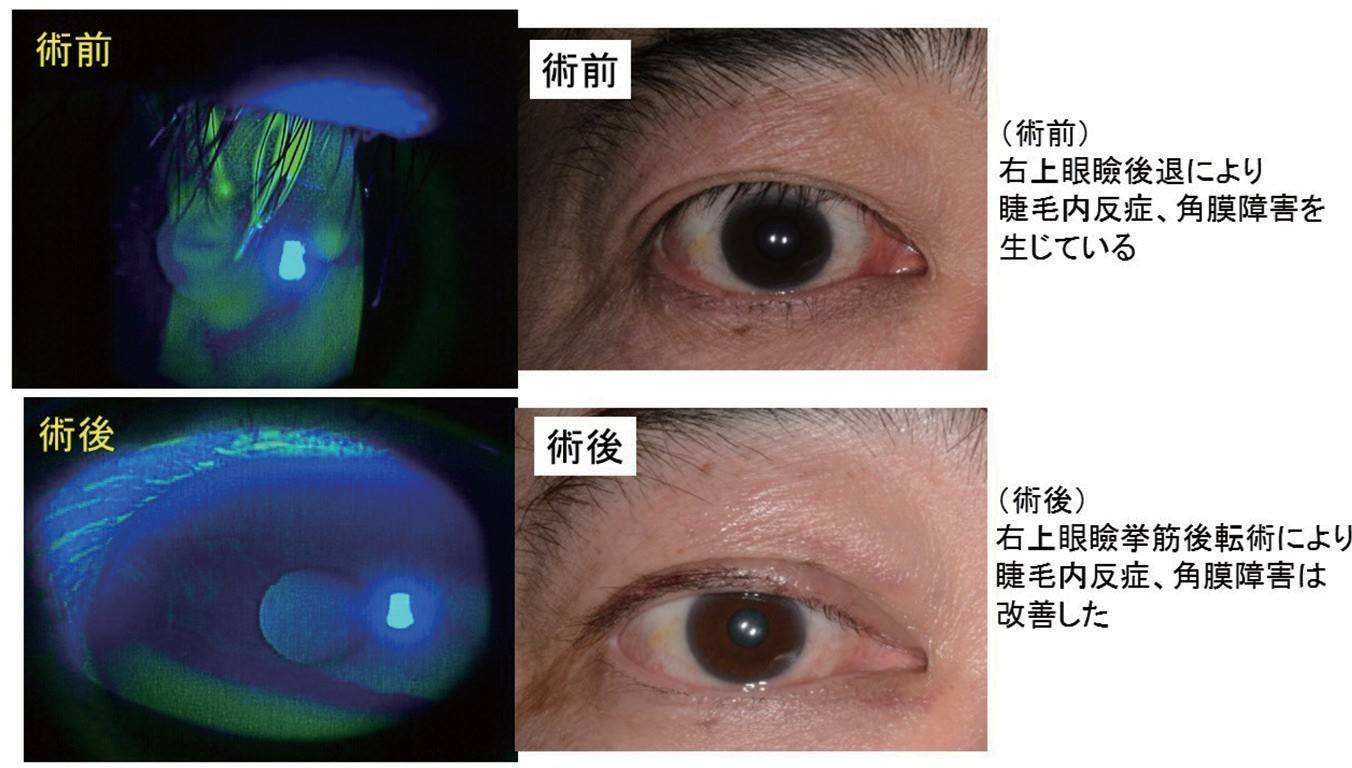 術前
術前
（術前）
右上眼瞼後退により
睫毛内反症、角膜障害を
生じている
術後
術後
（術後）
右上眼瞼挙筋後転術により
睫毛内反症、角膜障害は
改善した